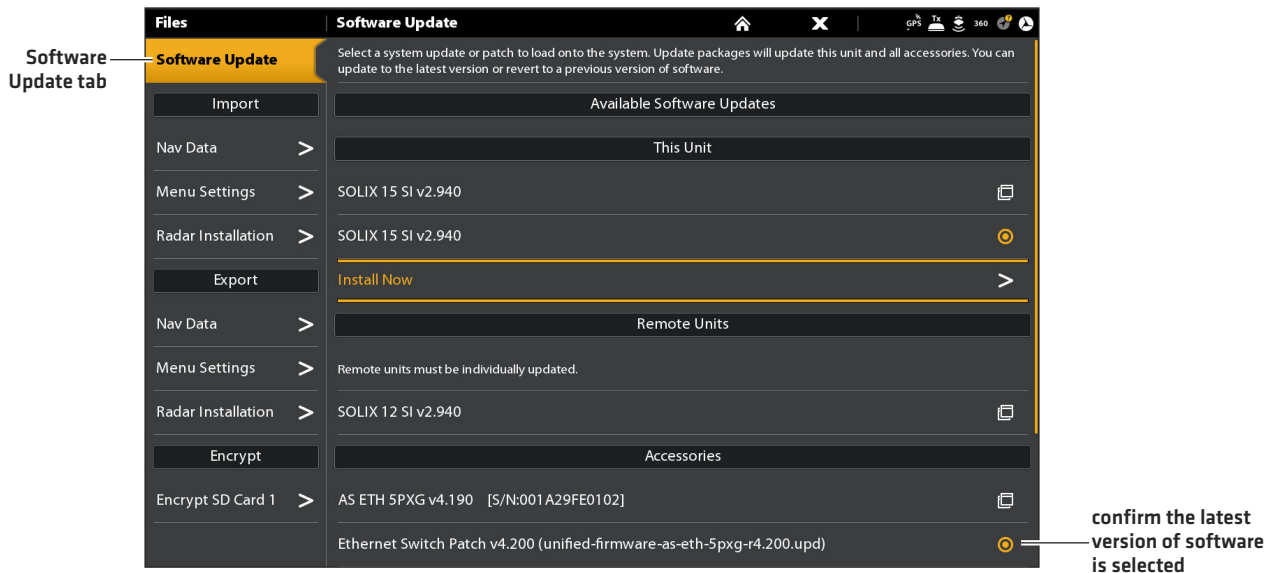 Files
Software Update
GPS Tx 360
Software Update tab
Software Update
Select a system update or patch to load onto the system. Update packages will update this unit and all accessories. You can
update to the latest version or revert to a previous version of software.
Import
Available Software Updates
Nav Data >
This Unit
Menu Settings >
SOLIX 15 SI v2.940
Radar Installation >
SOLIX 15 SI v2.940
Export
Install Now >
Nav Data >
Remote Units
Menu Settings >
Remote units must be individually updated.
Radar Installation >
SOLIX 12 SI v2.940
Encrypt
Accessories
Encrypt SD Card 1 >
AS ETH 5PXG v4.190 [S/N:001A29FE0102]
Ethernet Switch Patch v4.200 (unified-firmware-as-eth-5pxg-r4.200.upd)
confirm the latest
version of software
is selected